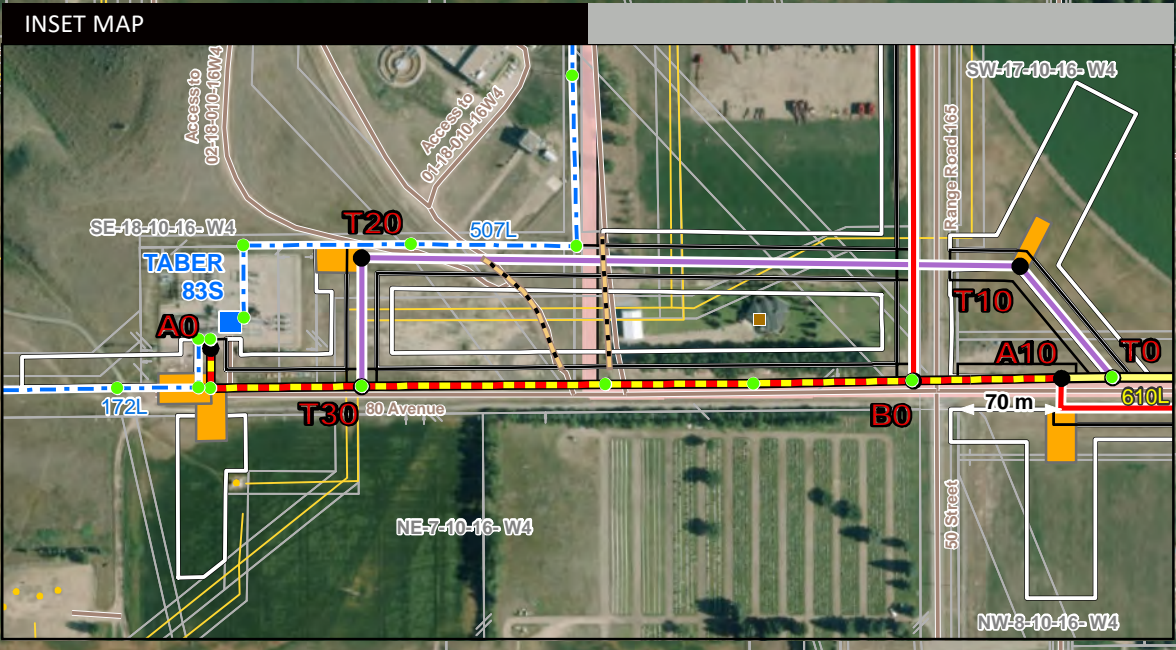 INSET MAP
Access to
02-18-010-16W4
Access to
01-18-010-16W4
SW-17-10-16- W4
Range Road 165
SE-18-10-16- W4
T20
507L
TABER
83S
A0
T10
A10
T0
172L
T30
80 Avenue
B0
70 m
610L
50 Street
NE-7-10-16- W4
NW-8-10-16- W4